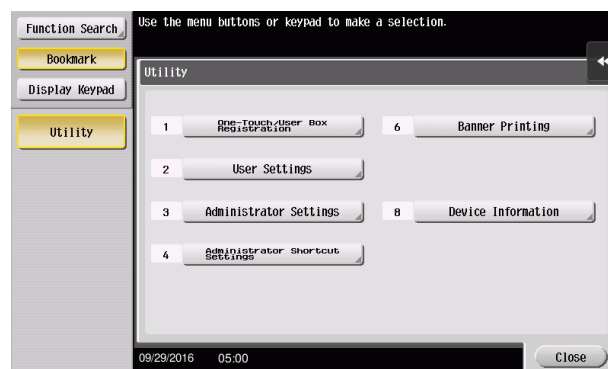 Function Search
Bookmark
Display Keypad
Utility
Use the menu buttons or keypad to make a selection.
Utility
1 One-Touch/User Box
Registration
2 User Settings
3 Administrator Settings
4 Administrator Shortcut
Settings
6 Banner Printing
8 Device Information
09/29/2016 05:00
Close